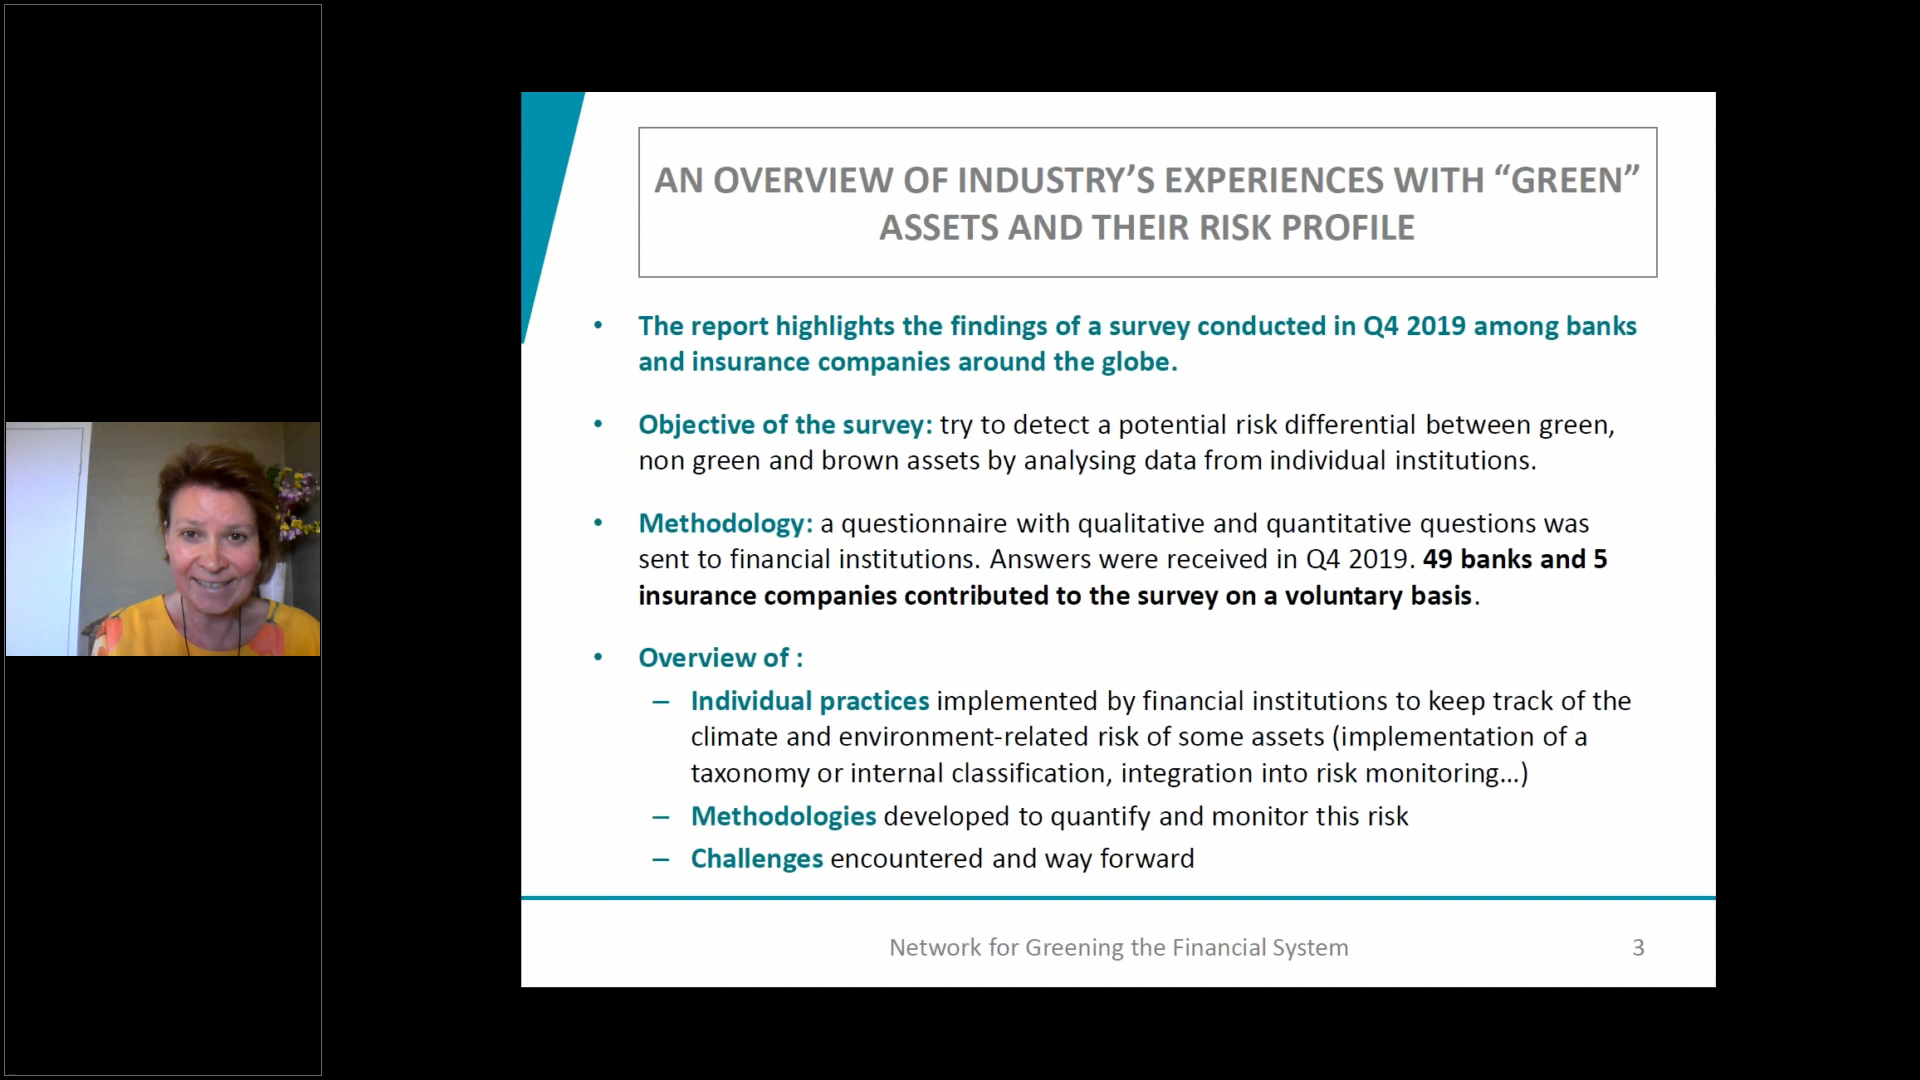 AN OVERVIEW OF INDUSTRY’S EXPERIENCES WITH “GREEN”
ASSETS AND THEIR RISK PROFILE
• The report highlights the findings of a survey conducted in Q4 2019 among banks
and insurance companies around the globe.
• Objective of the survey: try to detect a potential risk differential between green,
non green and brown assets by analysing data from individual institutions.
• Methodology: a questionnaire with qualitative and quantitative questions was
sent to financial institutions. Answers were received in Q4 2019. 49 banks and 5
insurance companies contributed to the survey on a voluntary basis.
• Overview of :
– Individual practices implemented by financial institutions to keep track of the
climate and environment-related risk of some assets (implementation of a
taxonomy or internal classification, integration into risk monitoring…)
– Methodologies developed to quantify and monitor this risk
– Challenges encountered and way forward
Network for Greening the Financial System 3